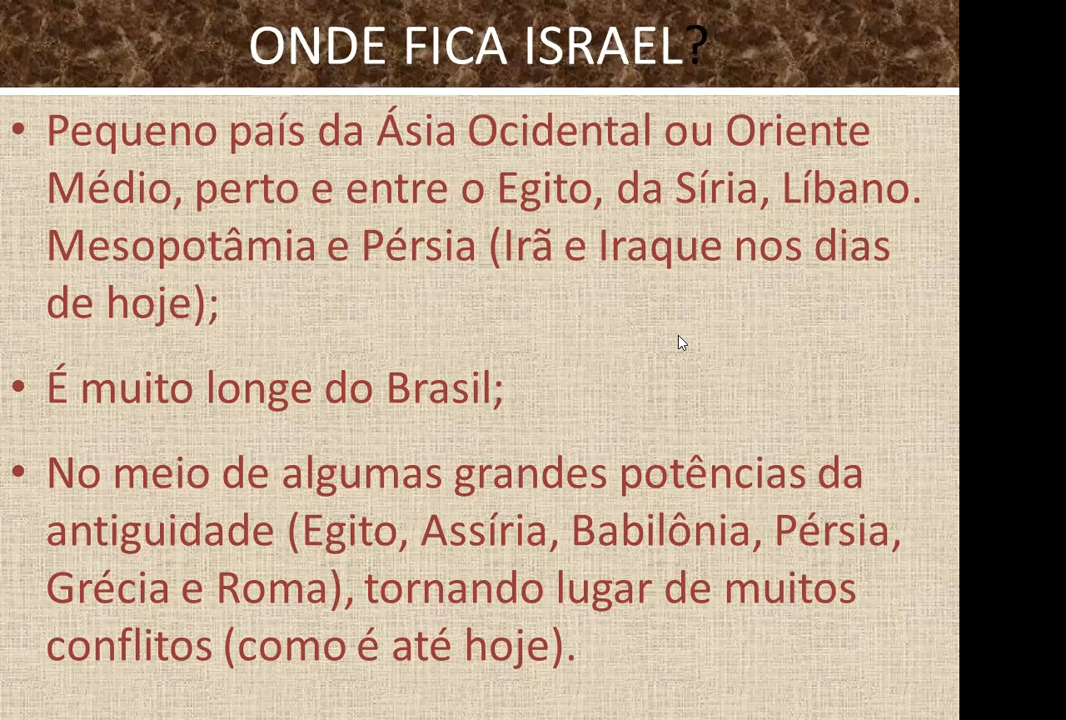 ONDE FICA ISRAEL?
• Pequeno país da Ásia Ocidental ou Oriente
Médio, perto e entre o Egito, da Síria, Líbano.
Mesopotâmia e Pérsia (Irã e Iraque nos dias
de hoje);
• É muito longe do Brasil;
• No meio de algumas grandes potências da
antiguidade (Egito, Assíria, Babilônia, Pérsia,
Grécia e Roma), tornando lugar de muitos
conflitos (como é até hoje).